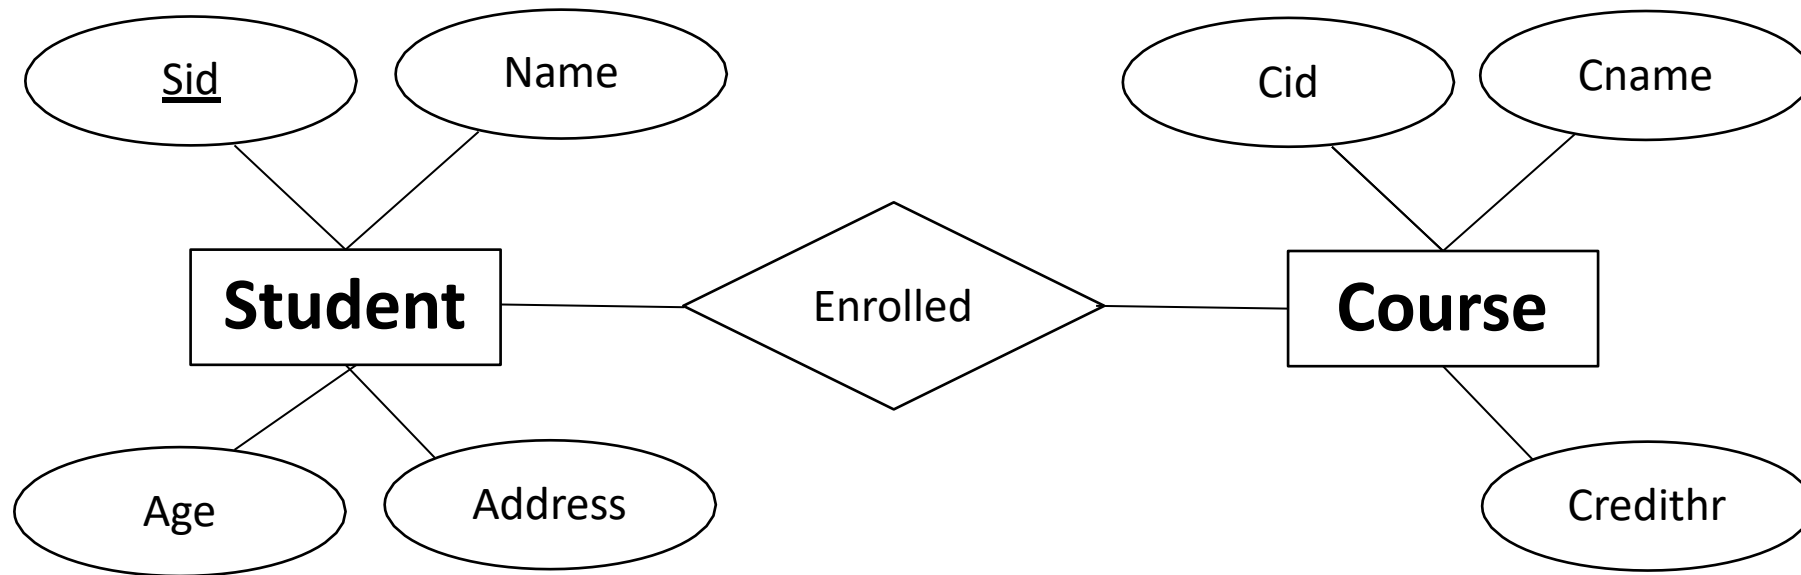 Sid
Name
Cid
Cname
Student
Enrolled
Course
Age
Address
Credithr